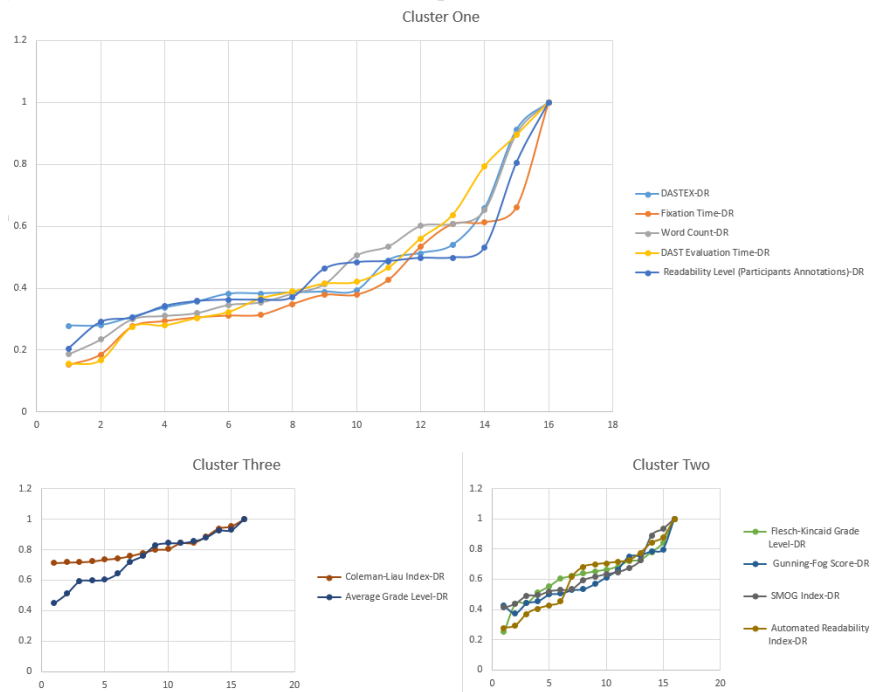 Cluster One
1.2
1
0.8
0.6
0.4
0.2
0
0 2 4 6 8 10 12 14 16 18
DASTEX-DR
Fixation Time-DR
Word Count-DR
DAST Evaluation Time-DR
Readability Level (Participants Annotations)-DR
Cluster Three
1.2
1
0.8
0.6
0.4
0.2
0
0 5 10 15 20
Coleman-Liau Index-DR
Average Grade Level-DR
Cluster Two
1.2
1
0.8
0.6
0.4
0.2
0
0 5 10 15 20
Flesch-Kincaid Grade
Level-DR
Gunning-Fog Score-DR
SMOG Index-DR
Automated Readability
Index-DR